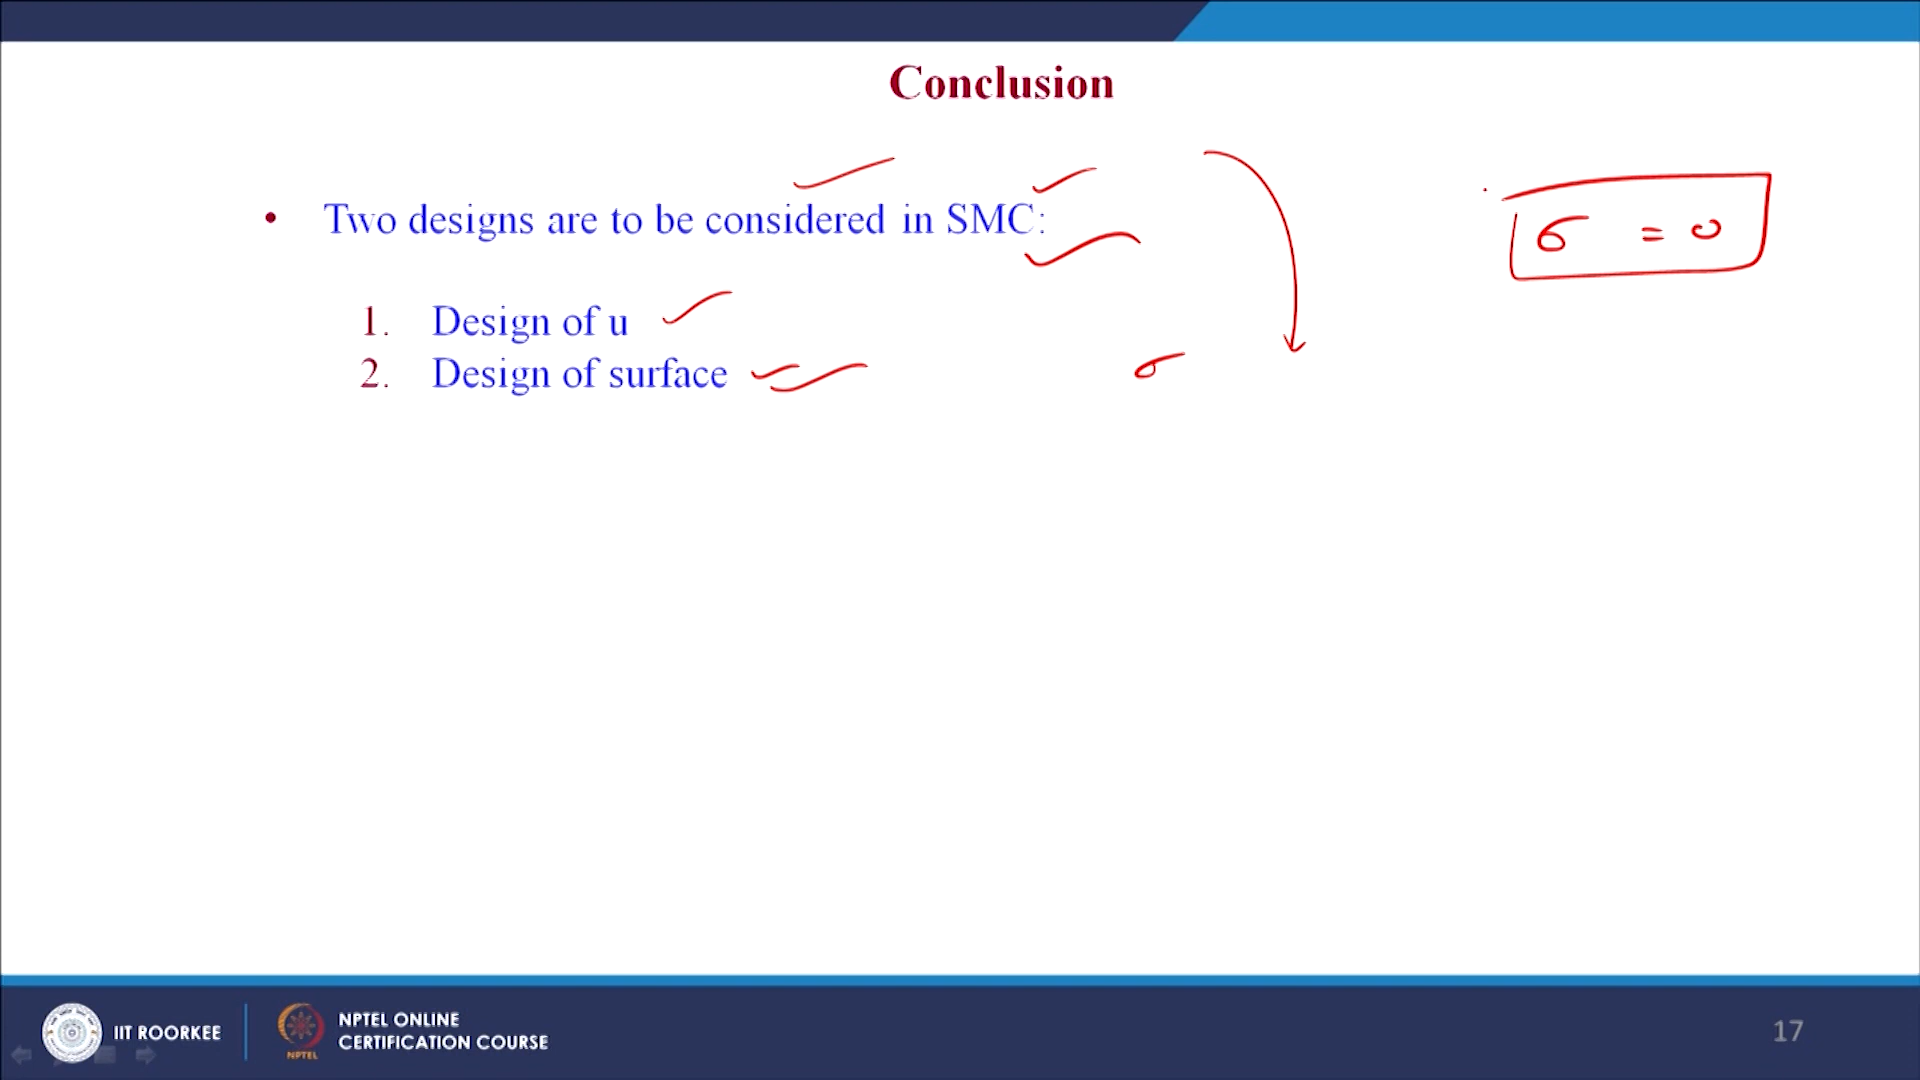 Conclusion
• Two designs are to be considered in SMC:
σ = 0
1. Design of u
2. Design of surface
σ
IIT ROORKEE
NPTEL
NPTEL ONLINE
CERTIFICATION COURSE
17